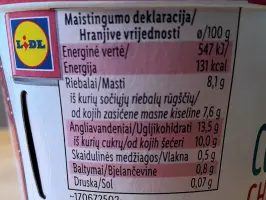 LIDL
Maistingumo deklaracija/
Hranjive vrijednosti ø/100 g
Energinė vertė/ 547 kJ/
Energija 131 kcal
Riebalai/Masti 8,1 g
iš kurių sočiųjų riebalų rūgščių/
od kojih zasićene masne kiseline 7,6 g
Angliavandeniai/Ugljikohidrati 13,5 g
iš kurių cukrų/od kojih šećeri 10,0 g
Skaidulinės medžiagos/Vlakna 0,5 g
Baltymai/Bjelančevine 0,8 g
Druska/Sol 0,07 g